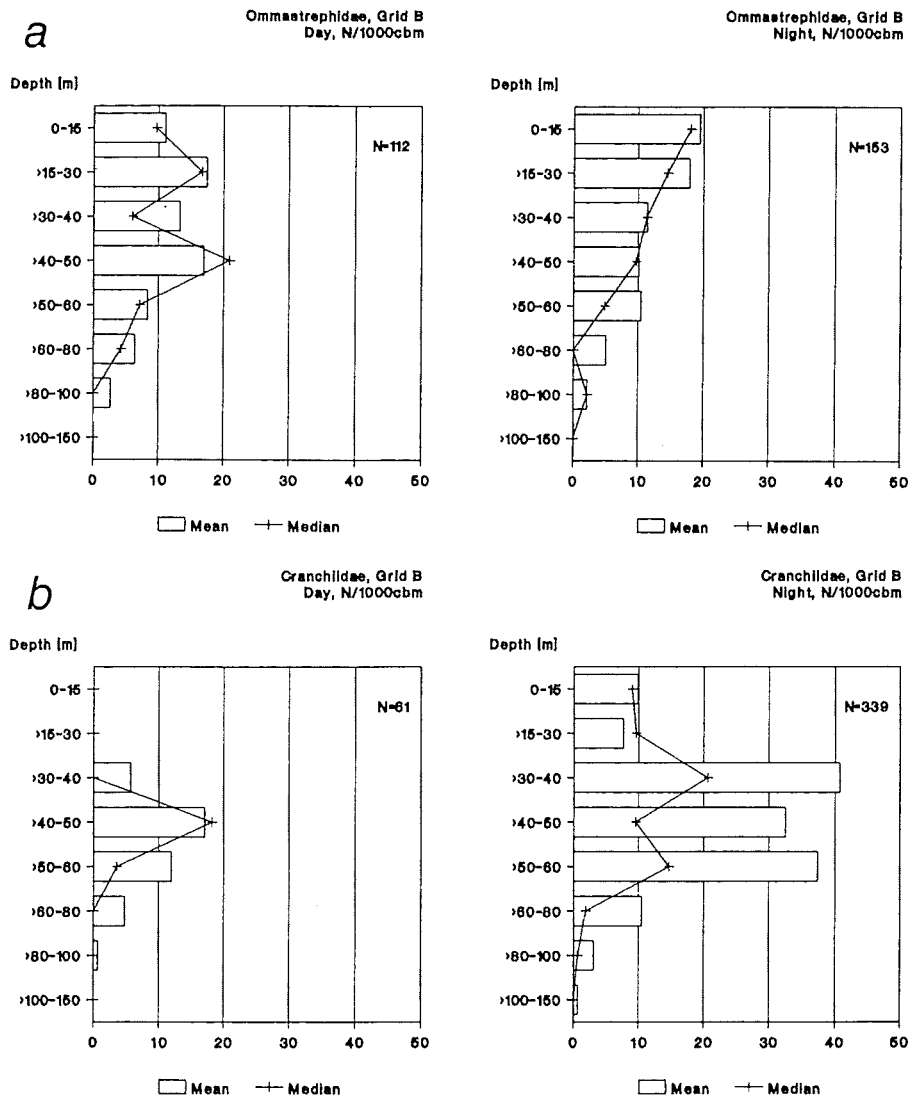 a
Ommastrephidae, Grid B
Day, N/1000cbm
Depth [m]
0-15
>15-30
>30-40
>40-50
>50-60
>60-80
>80-100
>100-150
N=112
0 10 20 30 40 50
Mean Median
Ommastrephidae, Grid B
Night, N/1000cbm
Depth [m]
0-15
>15-30
>30-40
>40-50
>50-60
>60-80
>80-100
>100-150
N=153
0 10 20 30 40 50
Mean Median
b
Cranchiidae, Grid B
Day, N/1000cbm
Depth [m]
0-15
>15-30
>30-40
>40-50
>50-60
>60-80
>80-100
>100-150
N=61
0 10 20 30 40 50
Mean Median
Cranchiidae, Grid B
Night, N/1000cbm
Depth [m]
0-15
>15-30
>30-40
>40-50
>50-60
>60-80
>80-100
>100-150
N=339
0 10 20 30 40 50
Mean Median